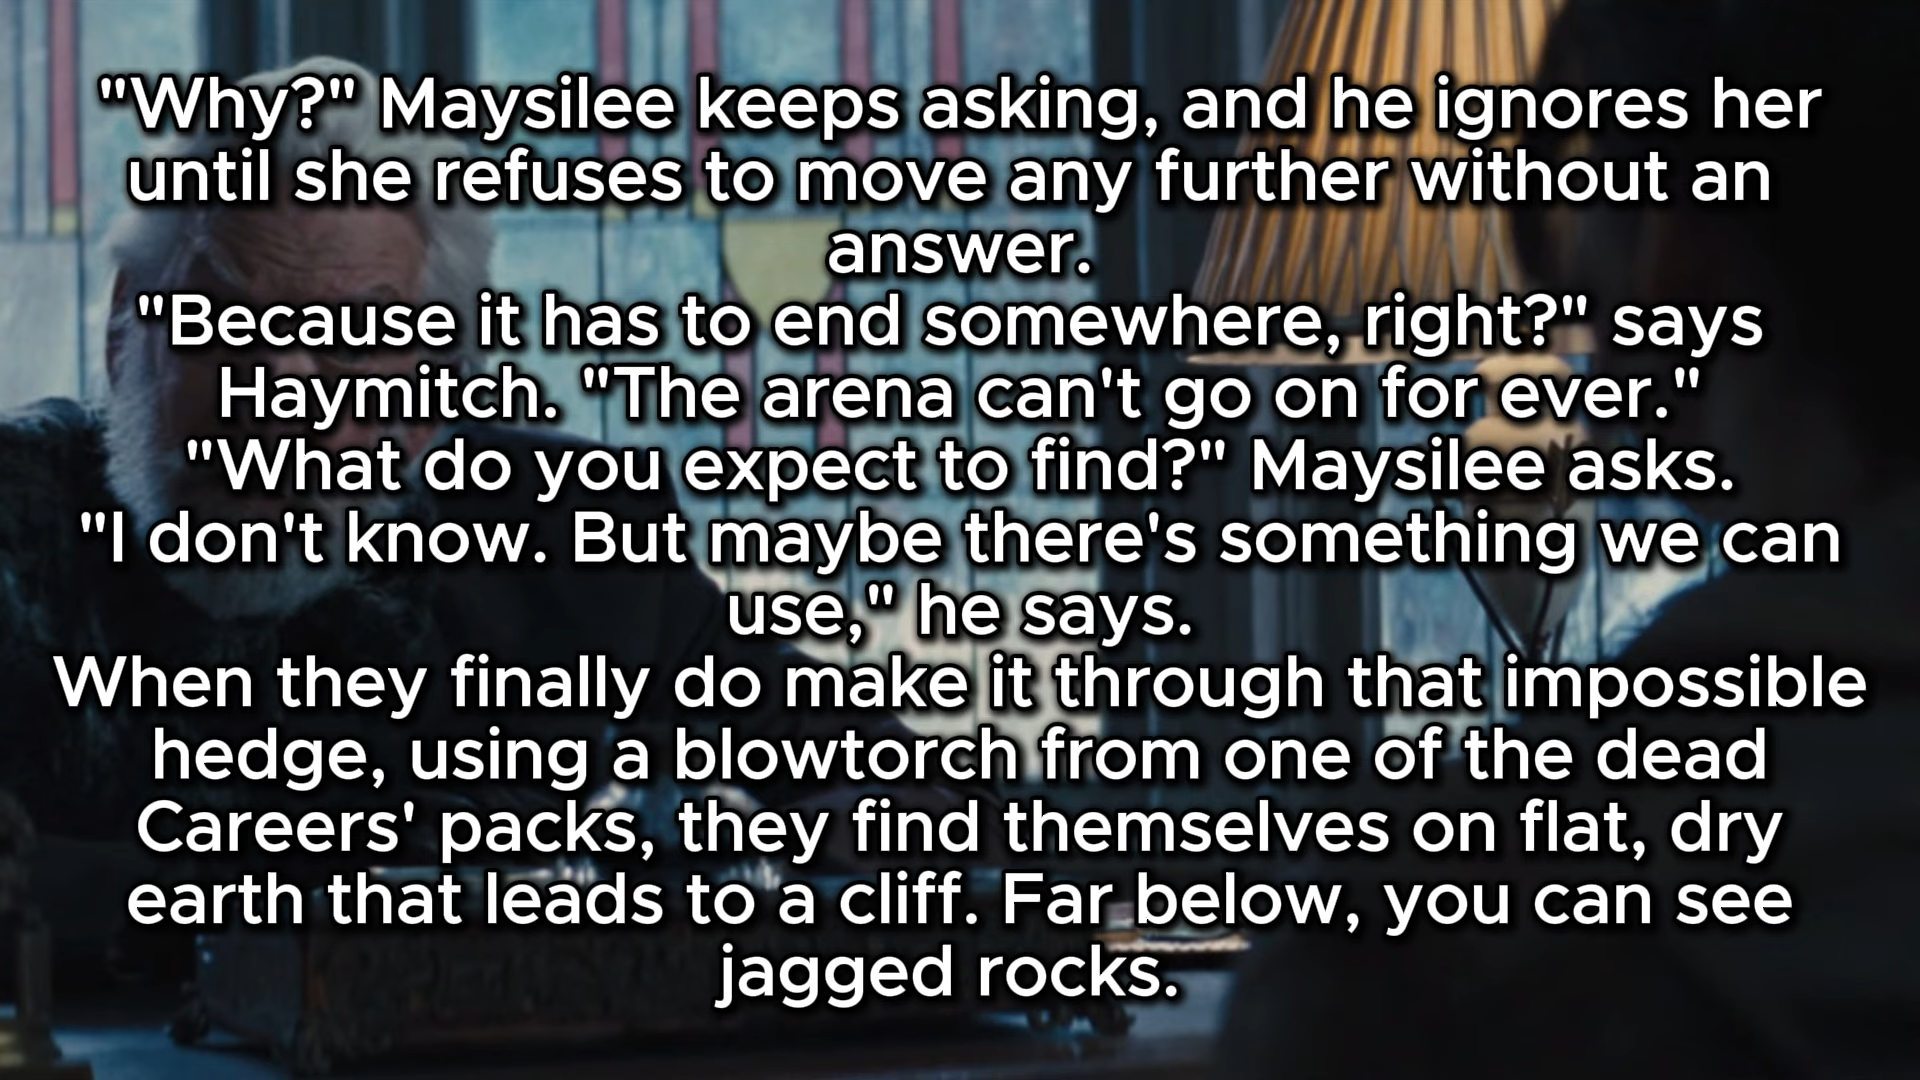 "Why?" Maysilee keeps asking, and he ignores her
until she refuses to move any further without an
answer.
"Because it has to end somewhere, right?" says
Haymitch. "The arena can't go on for ever."
"What do you expect to find?" Maysilee asks.
"I don't know. But maybe there's something we can
use," he says.
When they finally do make it through that impossible
hedge, using a blowtorch from one of the dead
Careers' packs, they find themselves on flat, dry
earth that leads to a cliff. Far below, you can see
jagged rocks.